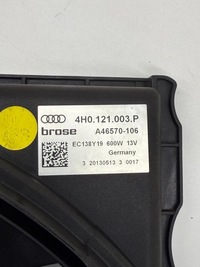 4H0.121.003.P
brose A46570-106
EC138Y19 600W 13V
Germany
3 20130513 3 0017